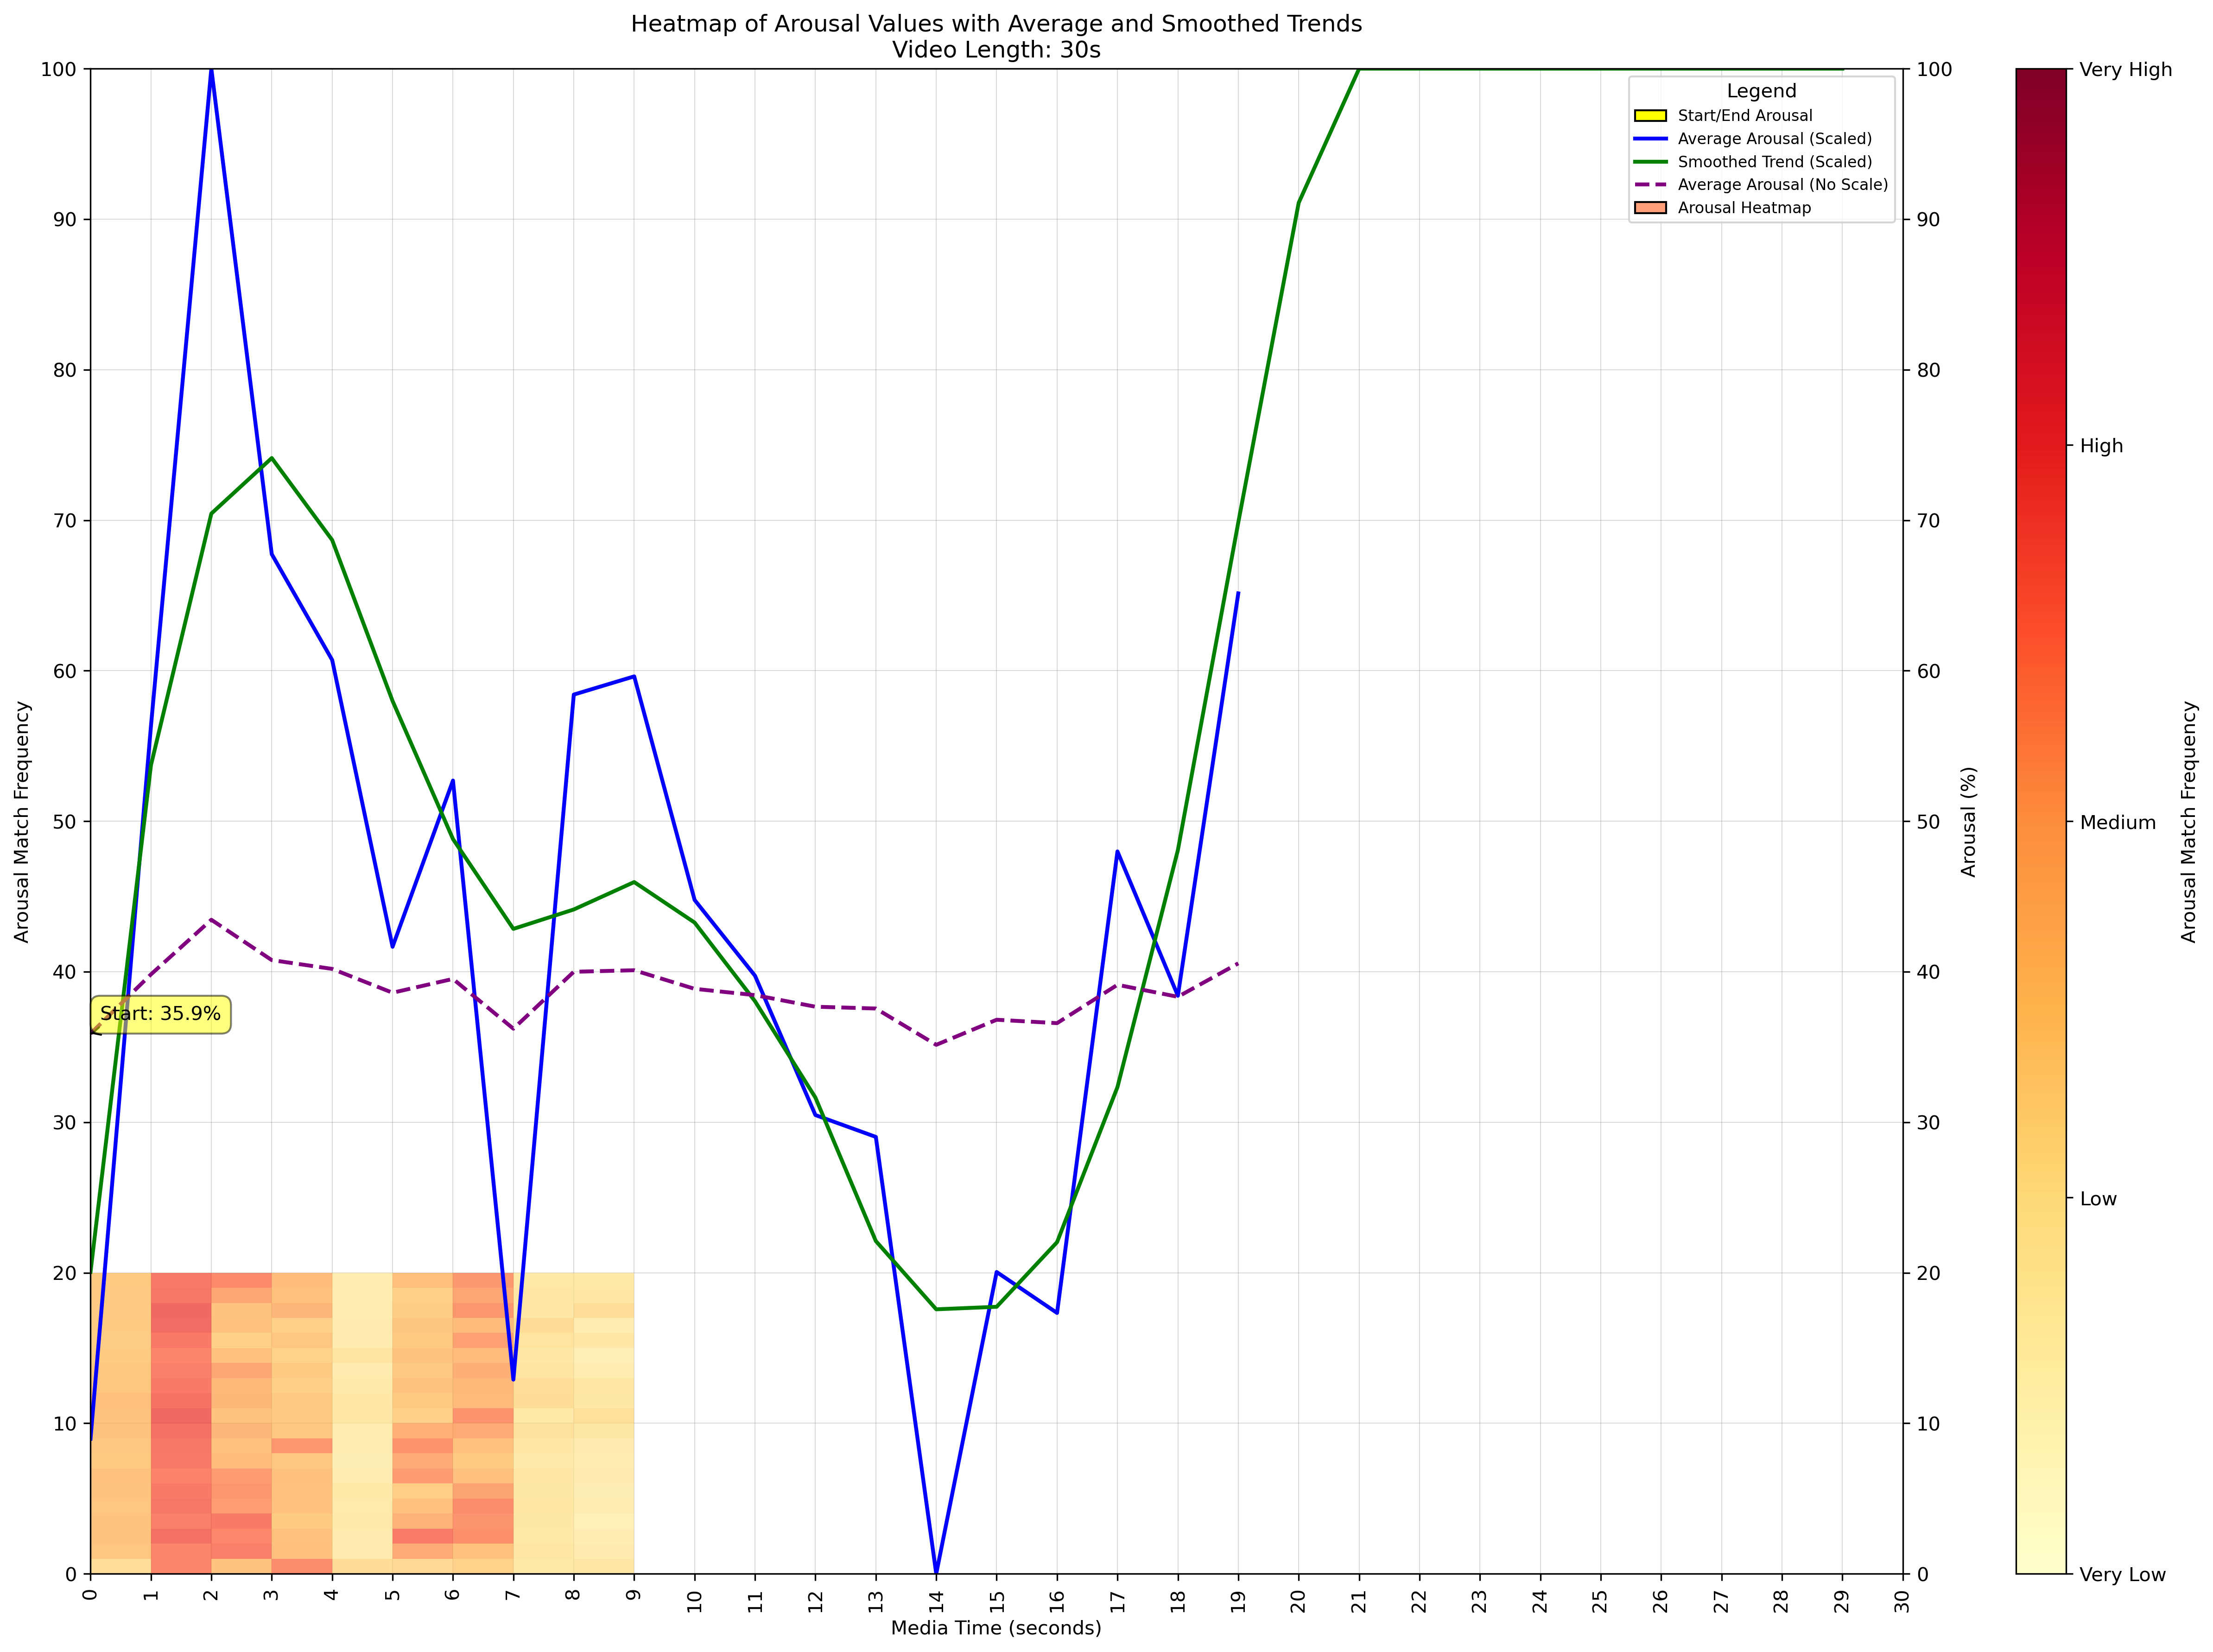 Heatmap of Arousal Values with Average and Smoothed Trends
Video Length: 30s
100
90
80
70
60
50
40
30
20
10
0
Arousal Match Frequency
Start: 35.9%
Legend
Start/End Arousal
Average Arousal (Scaled)
Smoothed Trend (Scaled)
Average Arousal (No Scale)
Arousal Heatmap
0 1 2 3 4 5 6 7 8 9 10 11 12 13 14 15 16 17 18 19 20 21 22 23 24 25 26 27 28 29 30
Media Time (seconds)
100
90
80
70
60
50
40
30
20
10
0
Arousal (%)
Very High
High
Medium
Low
Very Low
Arousal Match Frequency